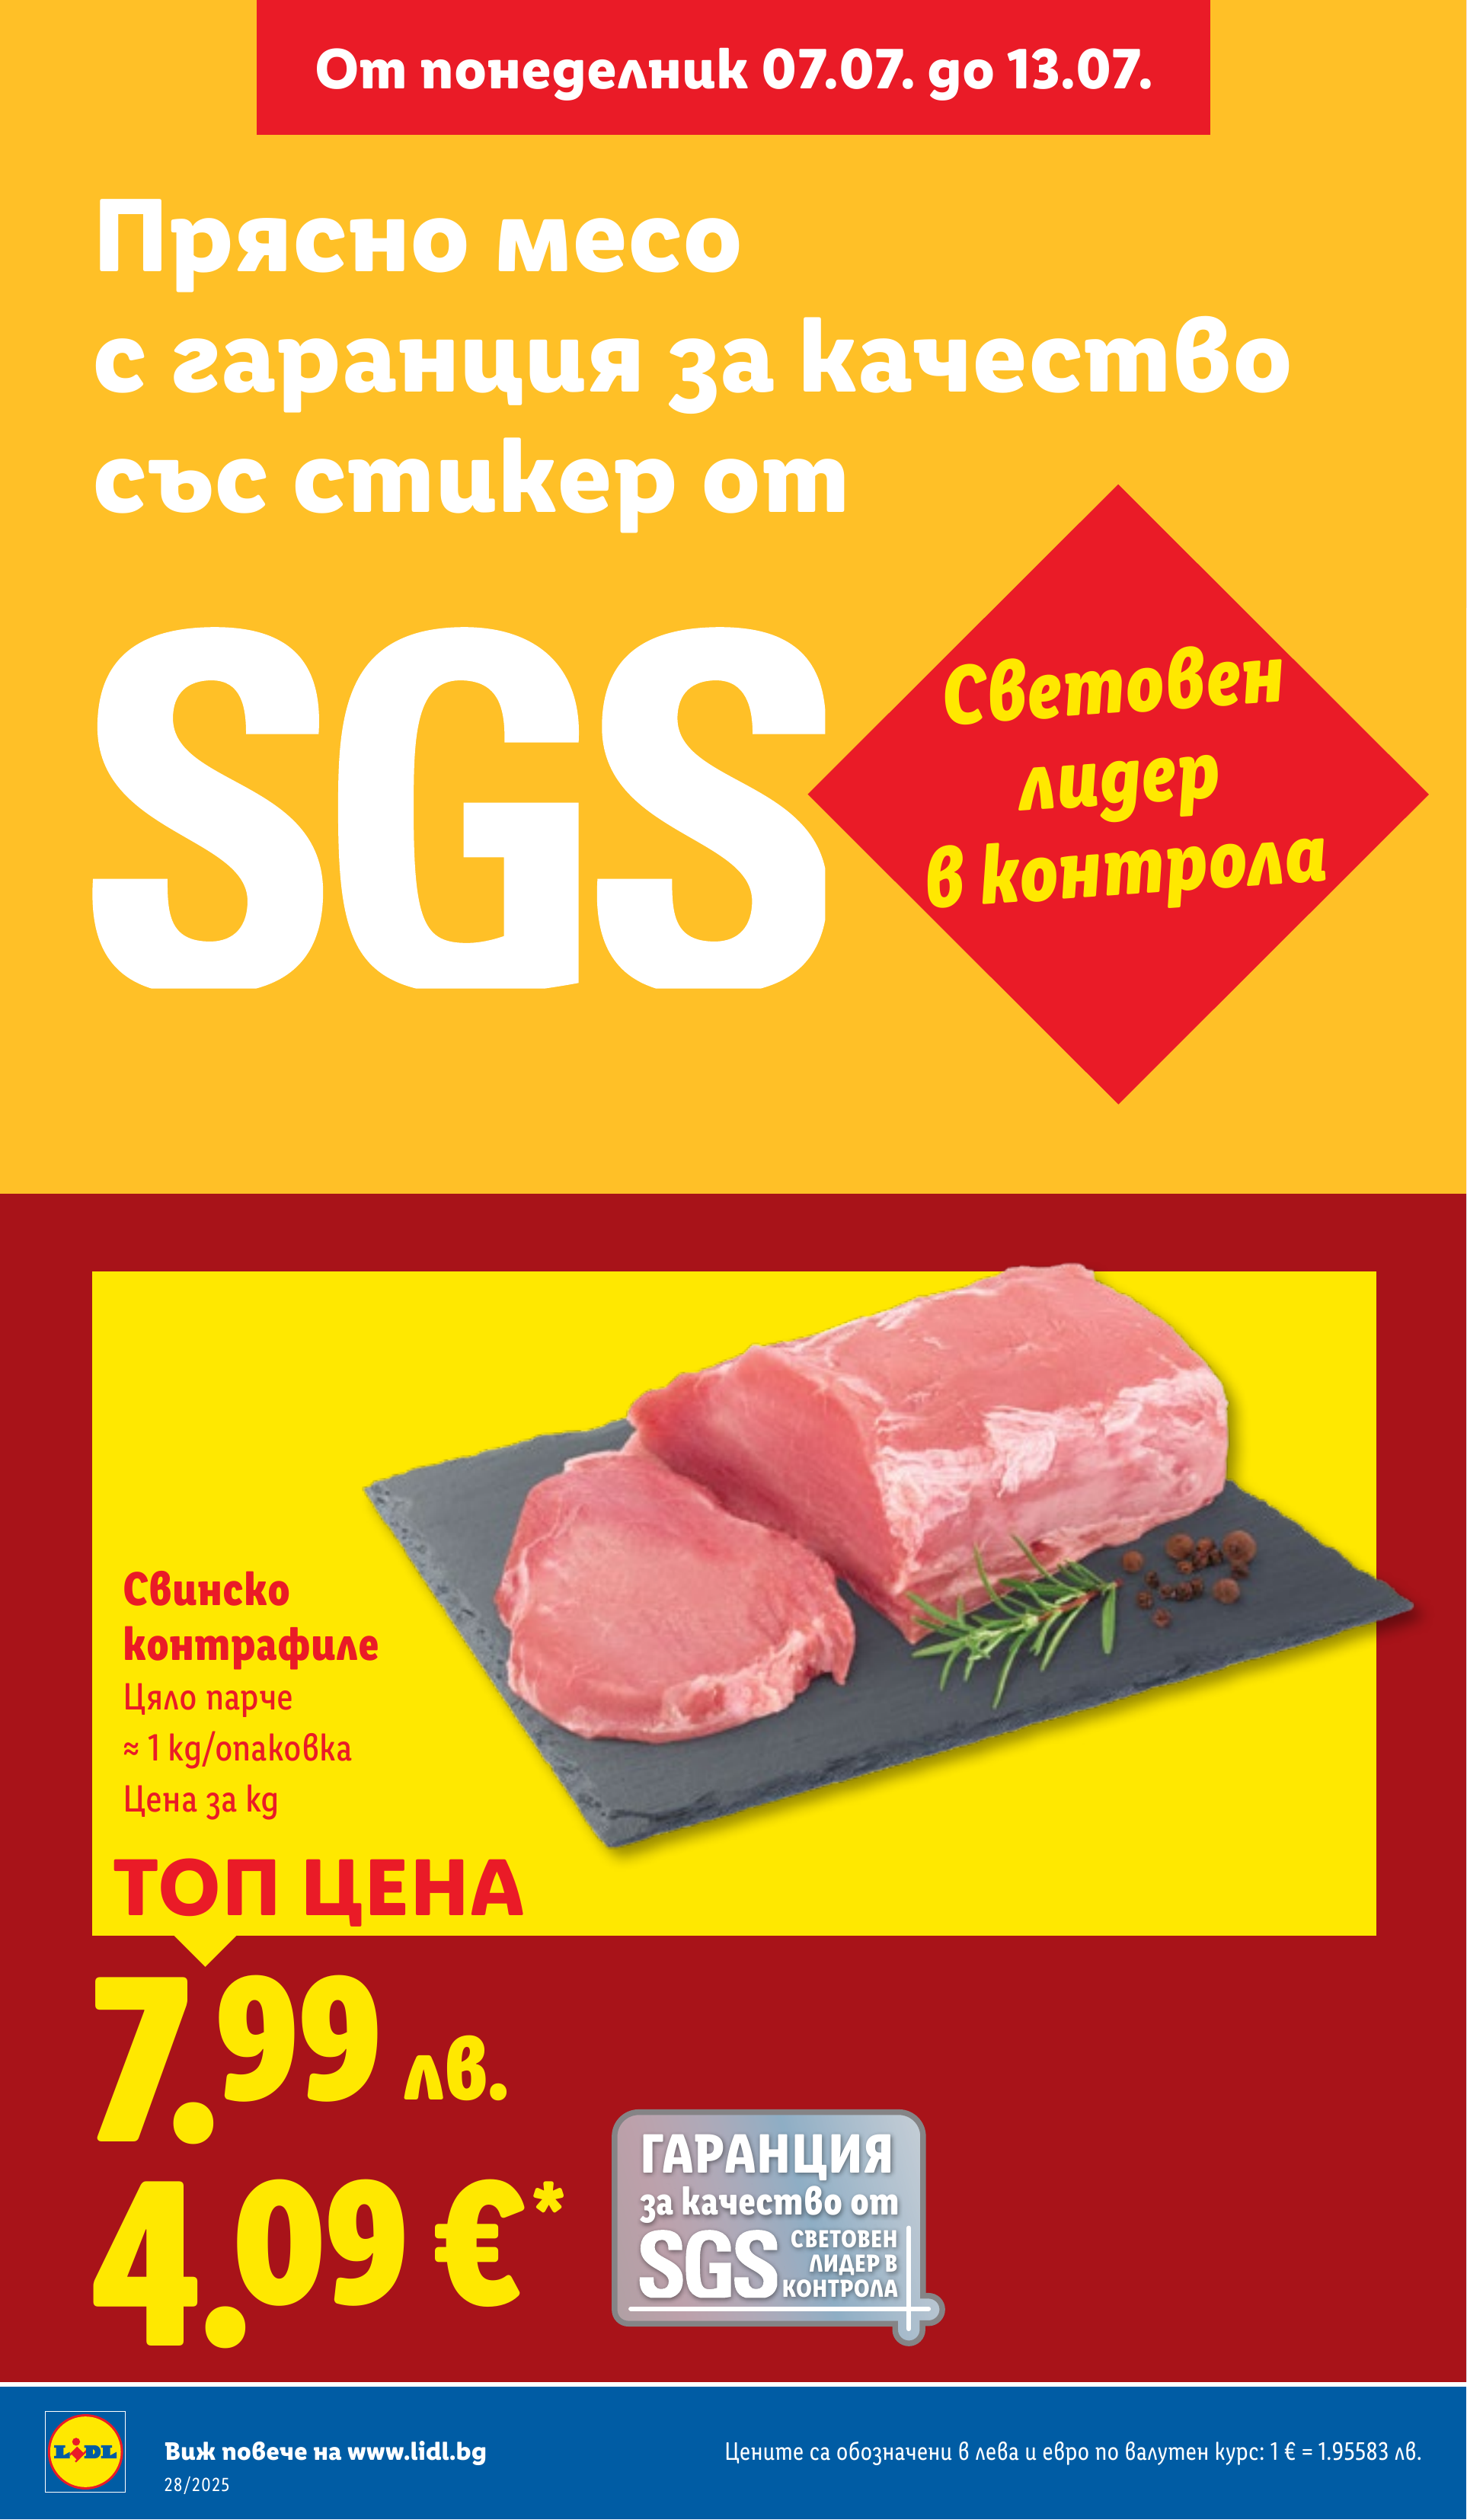 От понеделник 07.07. до 13.07.
Прясно месо
с гаранция за качество
със стикер от
SGS
Световен
лидер
в контрола
Свинско
контрафиле
Цяло парче
≈ 1 kg/опаковка
Цена за kg
ТОП ЦЕНА
7.99 лв.
4.09 €*
ГАРАНЦИЯ
за качество от
SGS
СВЕТОВЕН
ЛИДЕР В
КОНТРОЛА
LIDL
Виж повече на www.lidl.bg
28/2025
Цените са обозначени в лева и евро по валутен курс: 1 € = 1.95583 лв.